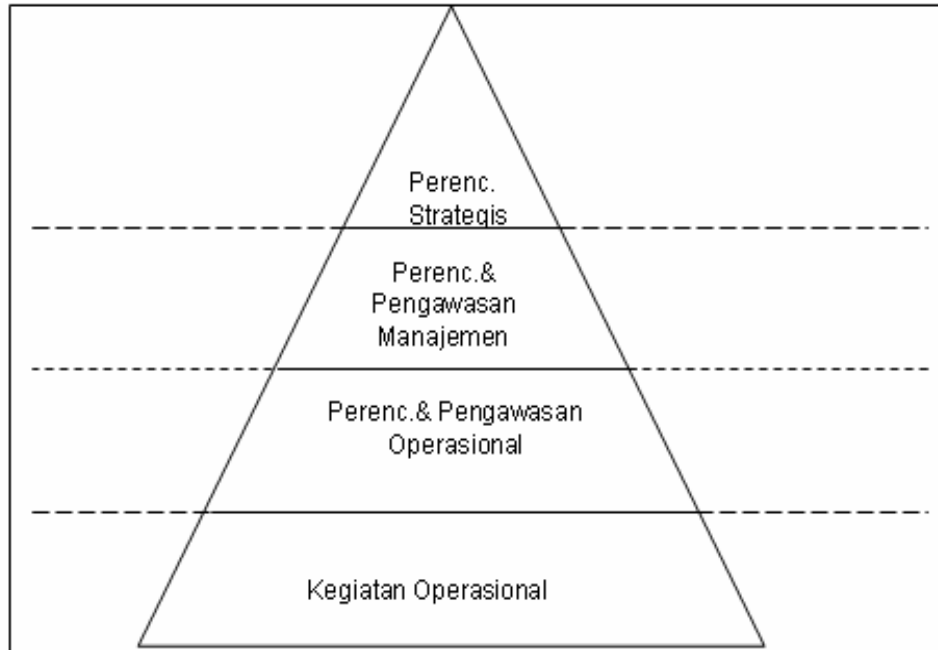 Perenc.
Strategis
Perenc.&
Pengawasan
Manajemen
Perenc.& Pengawasan
Operasional
Kegiatan Operasional